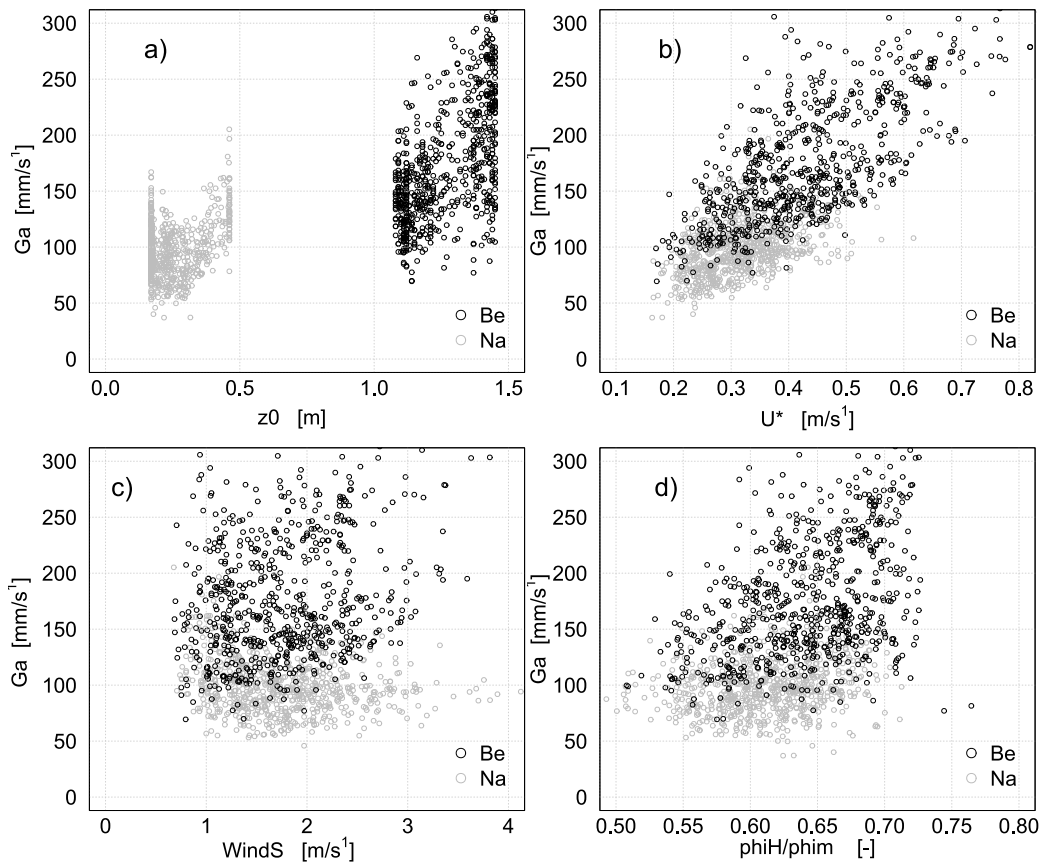 a)
300
250
200
150
100
50
0
Ga [mm/s¹]
Be
Na
0.0 0.5 1.0 1.5
z0 [m]
b)
300
250
200
150
100
50
0
Ga [mm/s¹]
Be
Na
0.1 0.2 0.3 0.4 0.5 0.6 0.7 0.8
U* [m/s¹]
c)
300
250
200
150
100
50
0
Ga [mm/s¹]
Be
Na
0 1 2 3 4
WindS [m/s¹]
d)
300
250
200
150
100
50
0
Ga [mm/s¹]
Be
Na
0.50 0.55 0.60 0.65 0.70 0.75 0.80
phiH/phim [-]